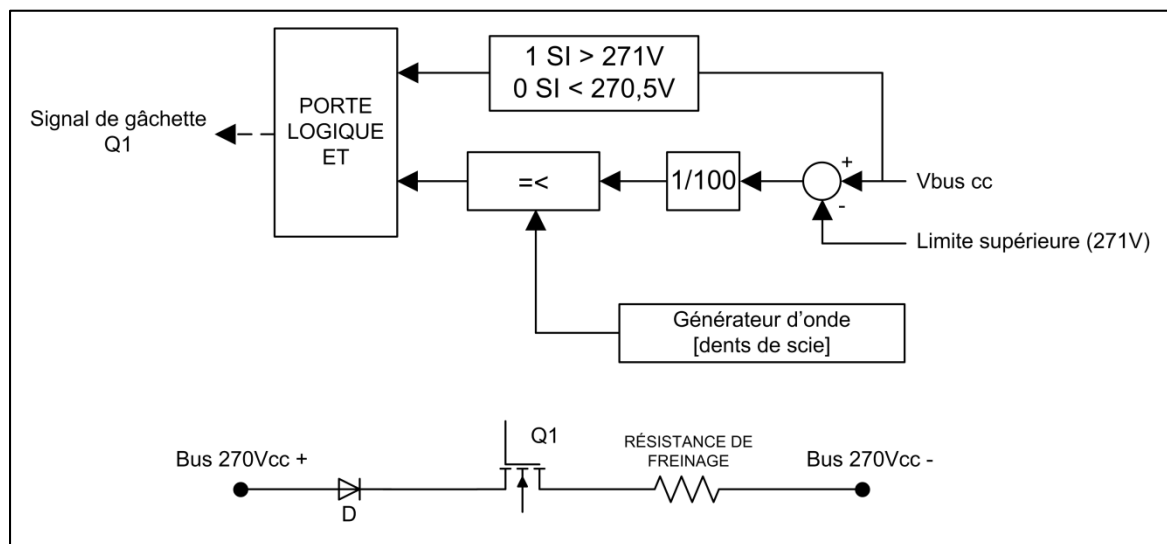 1 SI > 271V
0 SI < 270,5V
PORTE
LOGIQUE
ET
Signal de gâchette
Q1
=<
1/100
+
-
Vbus cc
Limite supérieure (271V)
Générateur d'onde
[dents de scie]
Bus 270Vcc +
D
Q1
RÉSISTANCE DE
FREINAGE
Bus 270Vcc -